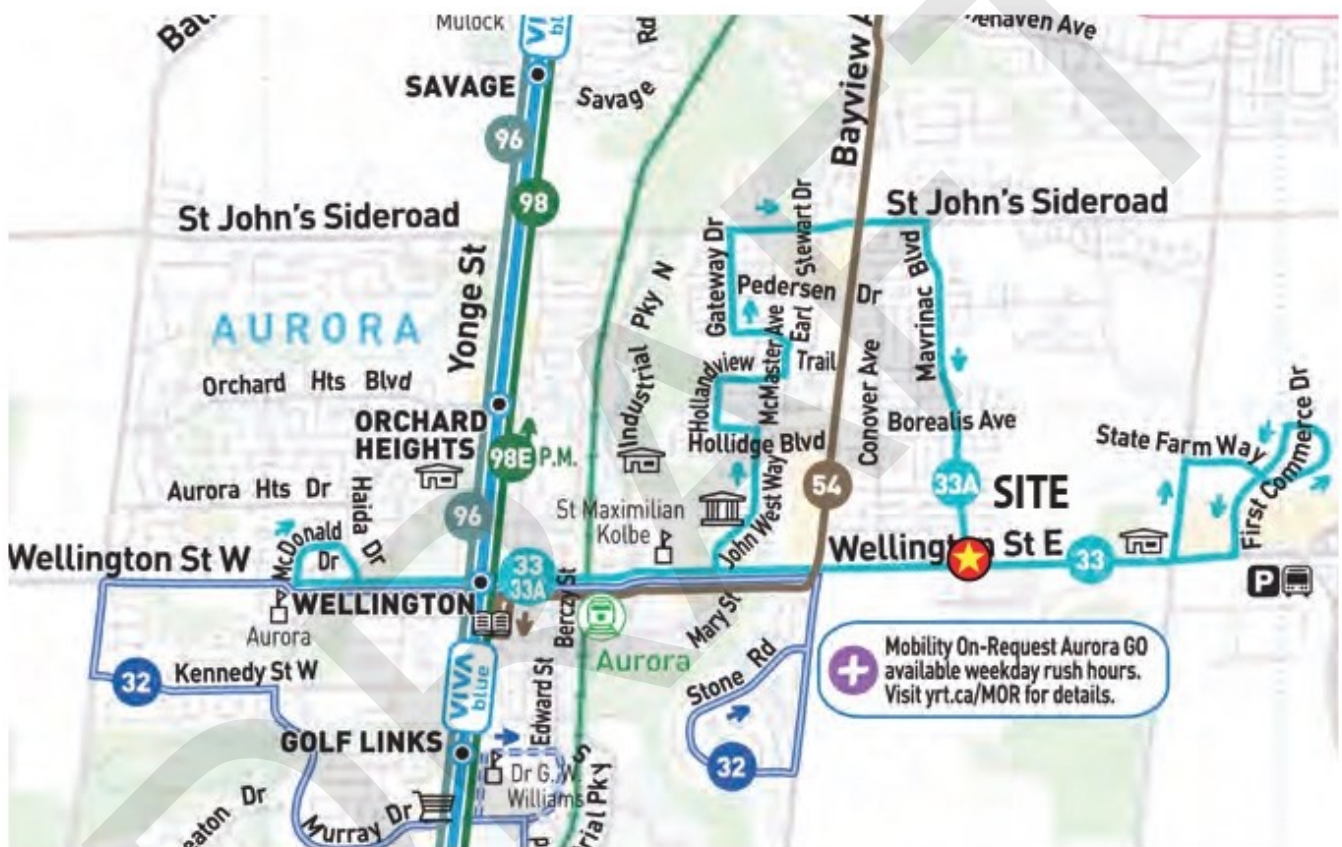 Mulock
SAVAGE
Savage
Rd
Bayview
96
98
St John's Sideroad
St John's Sideroad
Yonge St
AURORA
Gateway Dr
Stewart Dr
Earl
Pedersen Dr
Mavrinac Blvd
Industrial Pky N
Orchard Hts Blvd
Hollandview Trail
McMaster Ave
Conover Ave
ORCHARD
HEIGHTS
98E P.M.
Hollidge Blvd
Borealis Ave
State Farm Way
First Commerce Dr
Aurora Hts Dr
Haida Dr
96
St Maximilian
Kolbe
John West Way
54
33A
SITE
Wellington St W
McDonald
Dr
33
33A
Wellington St E
33
P
WELLINGTON
Aurora
Berczy St
Mary St
Aurora
Kennedy St W
32
VIVA
blue
Edward St
Stone Rd
32
Mobility On-Request Aurora GO
available weekday rush hours.
Visit yrt.ca/MOR for details.
GOLF LINKS
Dr G.W.
Williams
Murray Dr
Dr
DRAFT